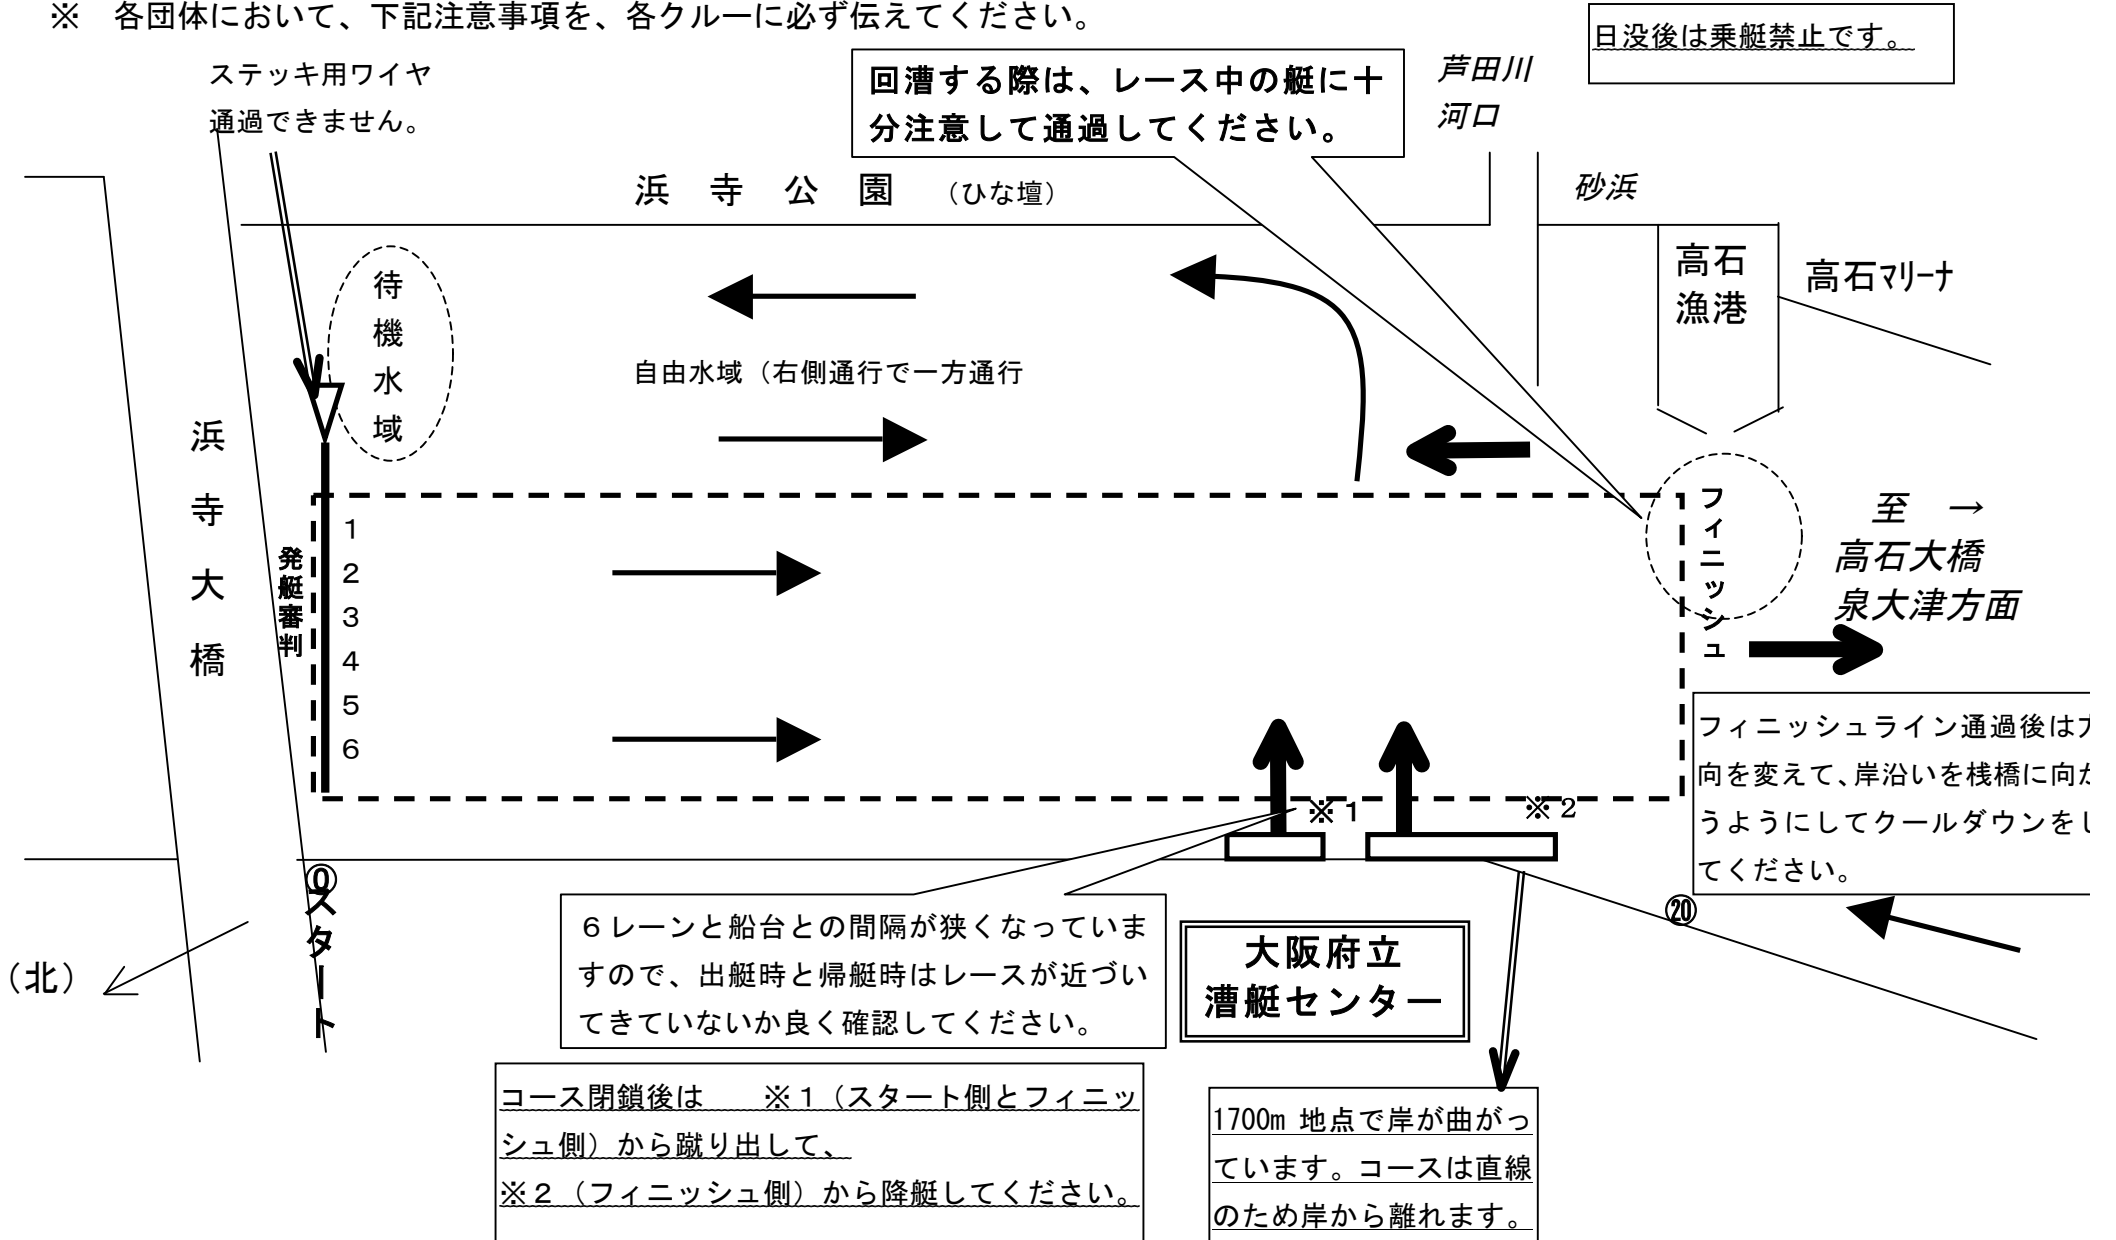 ※　各団体において、下記注意事項を、各クルーに必ず伝えてください。
日没後は乗艇禁止です。
ステッキ用ワイヤ
通過できません。
回漕する際は、レース中の艇に十
分注意して通過してください。
芦田川
河口
浜　寺　公　園　（ひな壇）
砂浜
高石
漁港
高石マリーナ
待機水域
自由水域（右側通行で一方通行
浜寺大橋
発艇審判
1
2
3
4
5
6
フィニッシュ
至　→
高石大橋
泉大津方面
フィニッシュライン通過後は方
向を変えて、岸沿いを桟橋に向か
うようにしてクールダウンをし
てください。
※１
※２
⓪スタート
⑳
（北）
６レーンと船台との間隔が狭くなっていま
すので、出艇時と帰艇時はレースが近づい
てきていないか良く確認してください。
大阪府立
漕艇センター
コース閉鎖後は　　※１（スタート側とフィニッ
シュ側）から蹴り出して、
※２（フィニッシュ側）から降艇してください。
1700m 地点で岸が曲がっ
ています。コースは直線
のため岸から離れます。